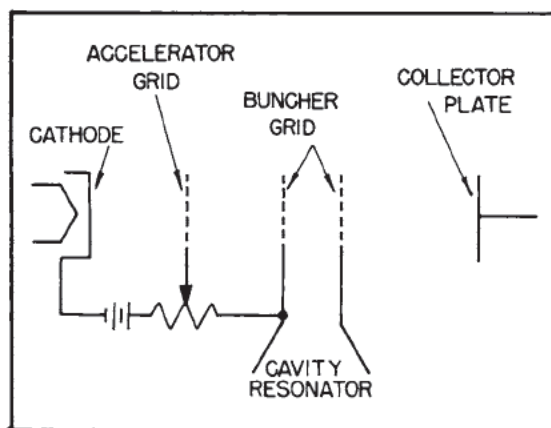 ACCELERATOR
GRID
BUNCHER
GRID
COLLECTOR
PLATE
CATHODE
CAVITY
RESONATOR